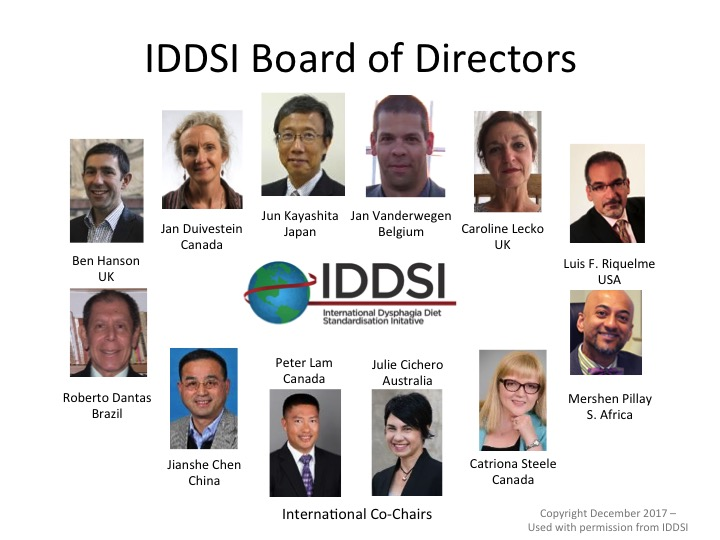 IDDSI Board of Directors
Ben Hanson
UK
Jan Duivestein
Canada
Jun Kayashita
Japan
Jan Vanderwegen
Belgium
Caroline Lecko
UK
Luis F. Riquelme
USA
IDDSI
International Dysphagia Diet
Standardisation Initiative
Roberto Dantas
Brazil
Jianshe Chen
China
Peter Lam
Canada
Julie Cichero
Australia
Catriona Steele
Canada
Mershen Pillay
S. Africa
International Co-Chairs
Copyright December 2017 –
Used with permission from IDDSI